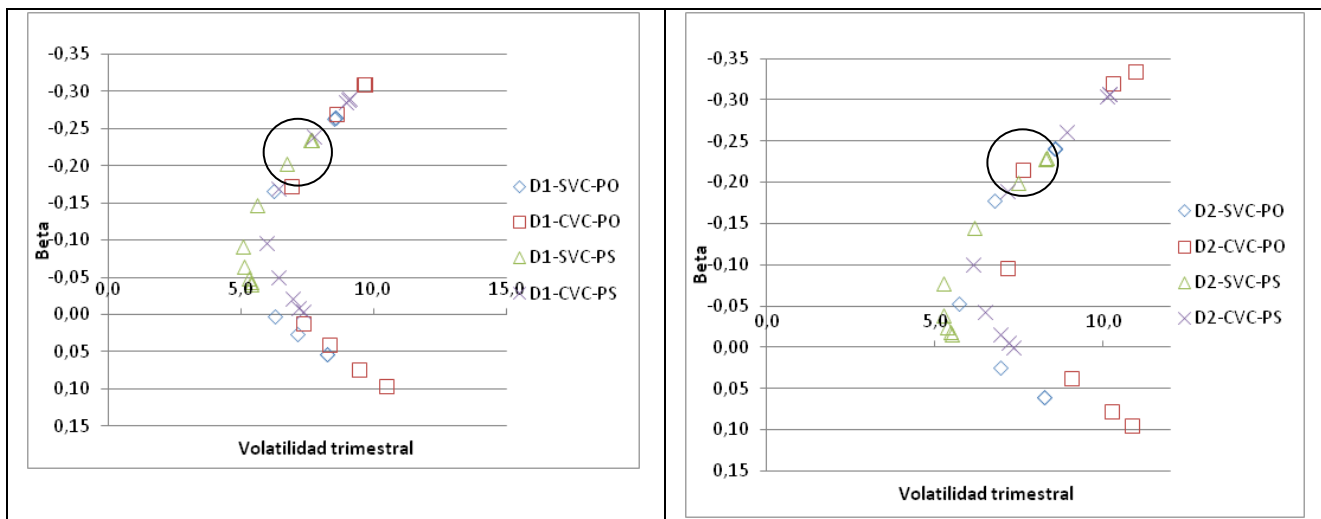 -0,35
-0,30
-0,25
-0,20
-0,15
-0,10
-0,05
0,00
0,05
0,10
0,15
0,0
5,0
10,0
15,0
Beta
Volatilidad trimestral
D1-SVC-PO
D1-CVC-PO
D1-SVC-PS
D1-CVC-PS
-0,35
-0,30
-0,25
-0,20
-0,15
-0,10
-0,05
0,00
0,05
0,10
0,15
0,0
5,0
10,0
Beta
Volatilidad trimestral
D2-SVC-PO
D2-CVC-PO
D2-SVC-PS
D2-CVC-PS